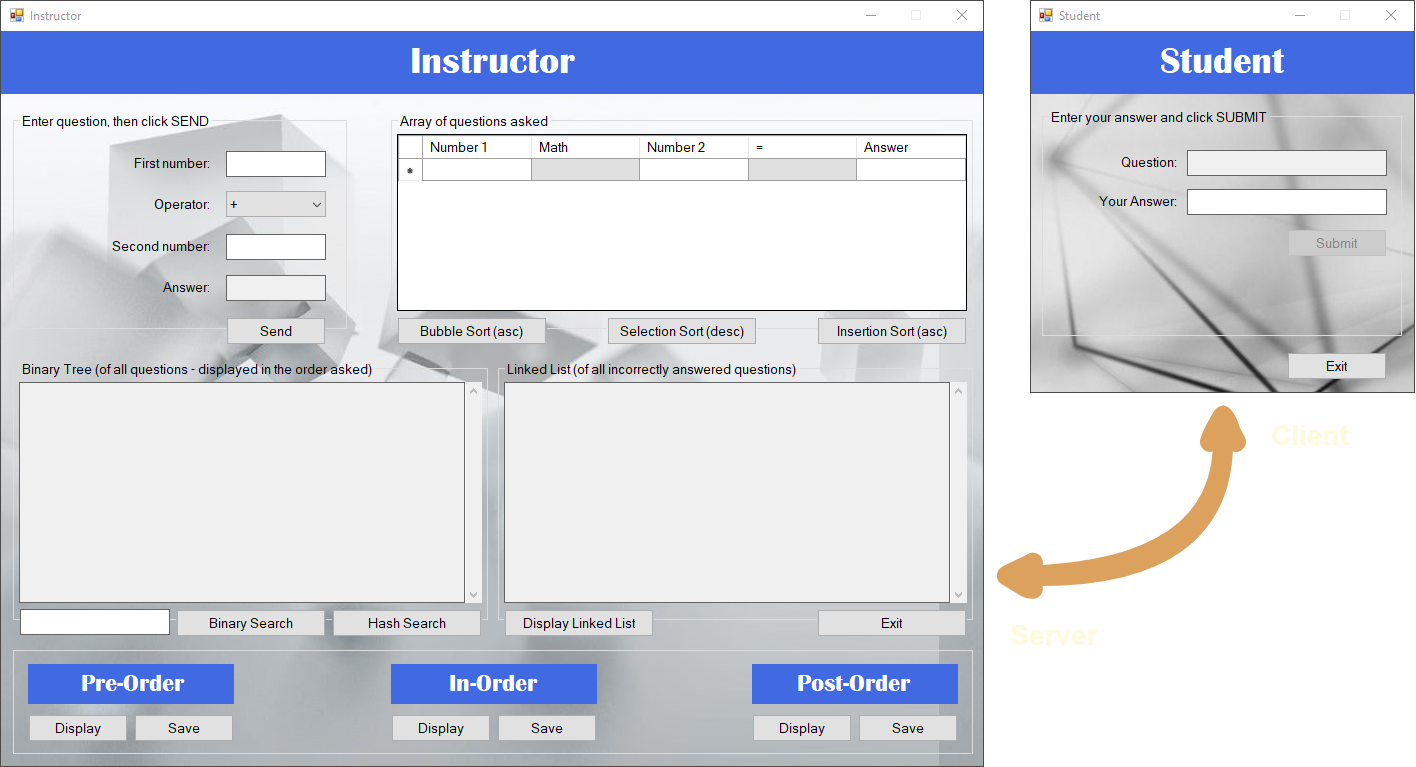 Instructor
Instructor
Enter question, then click SEND
First number:
Operator: +
Second number:
Answer:
Send
Array of questions asked
Number 1 Math Number 2 = Answer
*
Bubble Sort (asc) Selection Sort (desc) Insertion Sort (asc)
Binary Tree (of all questions - displayed in the order asked)
Binary Search Hash Search
Linked List (of all incorrectly answered questions)
Display Linked List Exit
Pre-Order
Display Save
In-Order
Display Save
Post-Order
Display Save
Student
Student
Enter your answer and click SUBMIT
Question:
Your Answer:
Submit
Exit
Client
Server